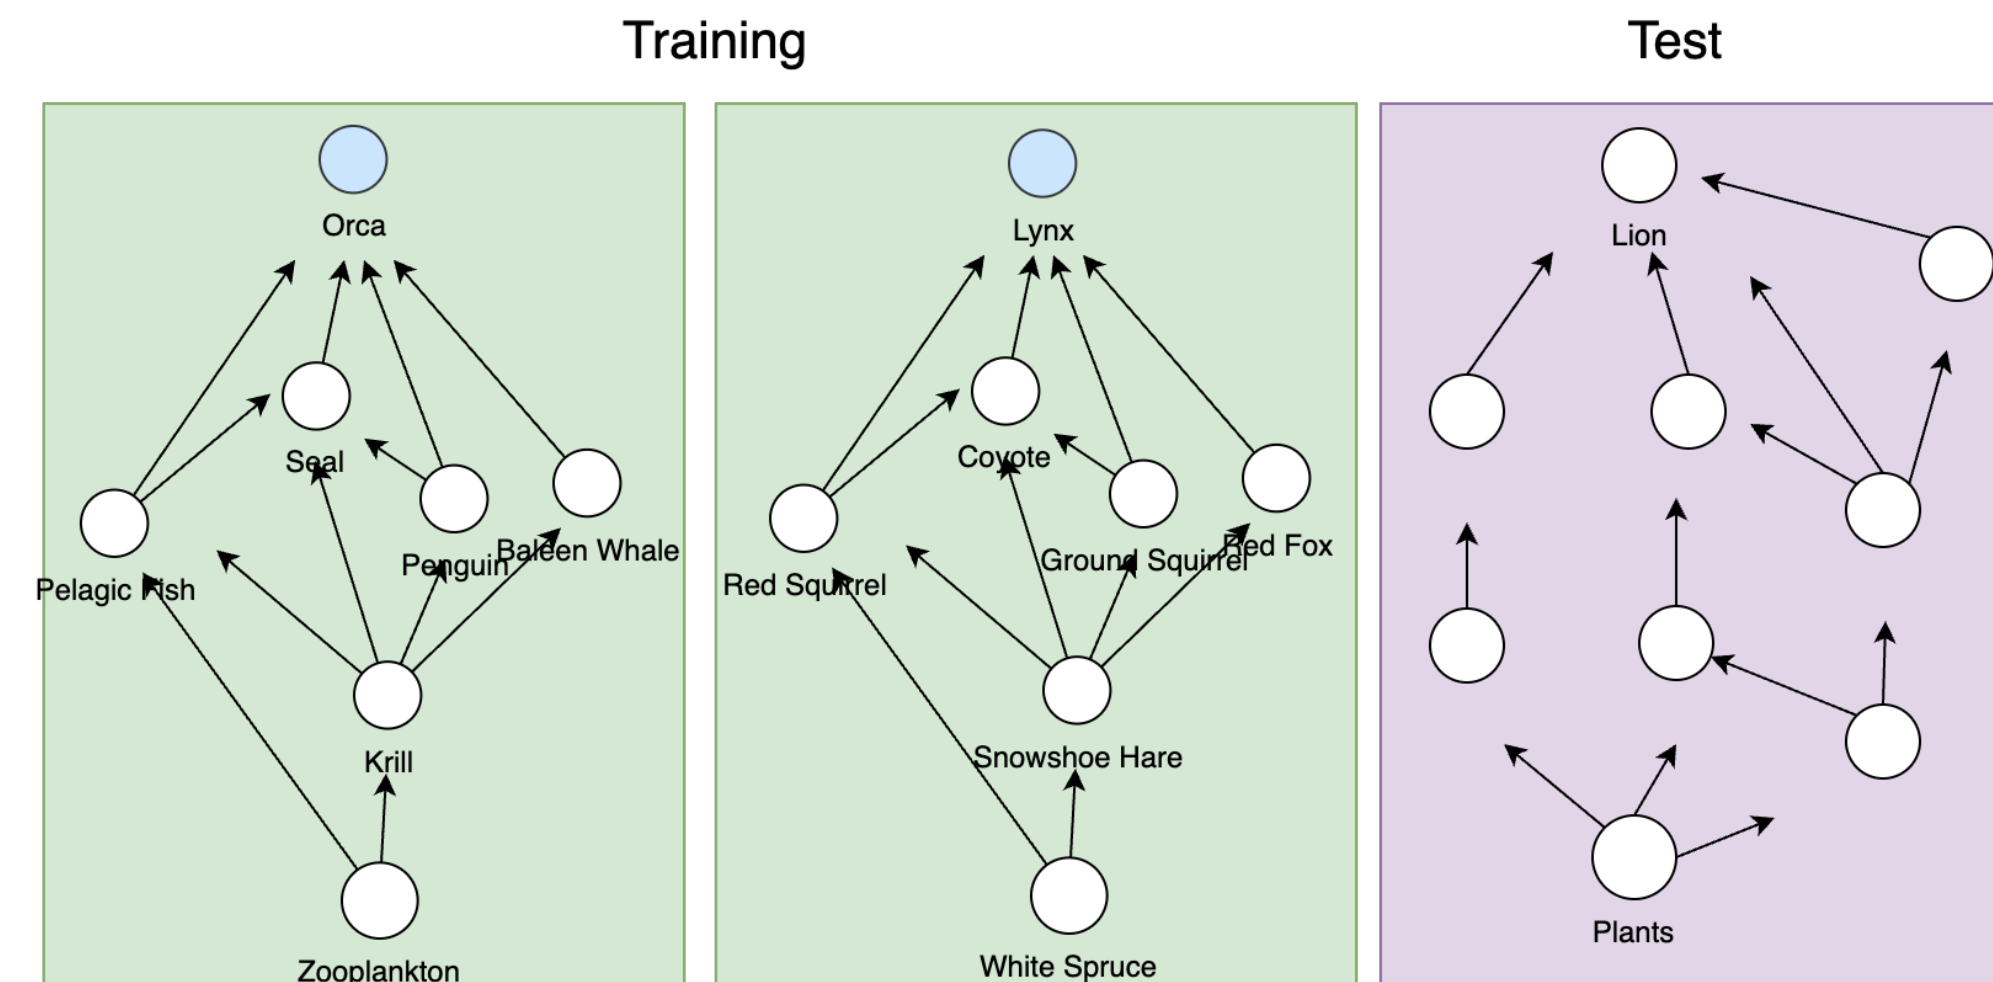 Training
Test
Orca
Seal
Pelagic Fish
Penguin
Baleen Whale
Krill
Zooplankton
Lynx
Coyote
Red Squirrel
Ground Squirrel
Red Fox
Snowshoe Hare
White Spruce
Lion
Plants